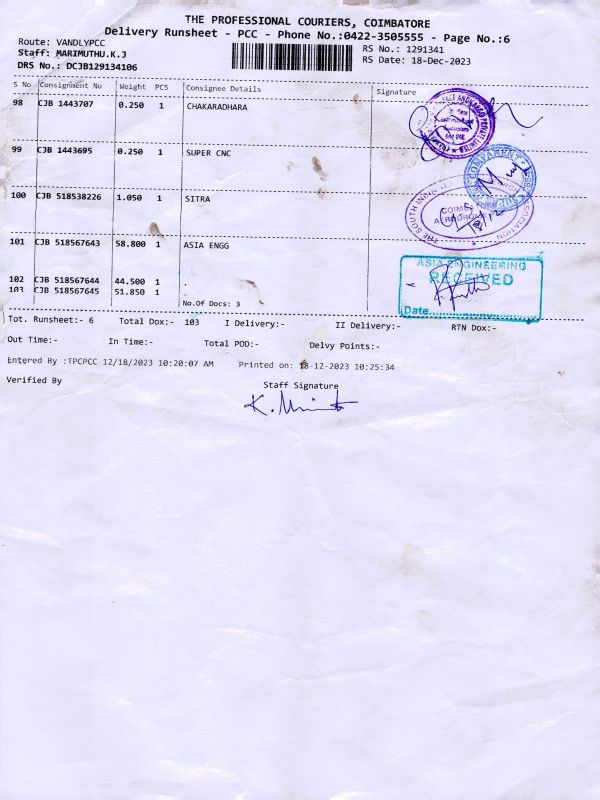 THE PROFESSIONAL COURIERS, COIMBATORE
Delivery Runsheet - PCC - Phone No.:0422-3505555 - Page No.:6
Route: VANDLYPCC
RS No.: 1291341
Staff: MARIMUTHU.K.J
RS Date: 18-Dec-2023
DRS No.: DCJB129134106
S No Consignment No Weight PCS Consignee Details Signature
98 CJB 1443707 0.250 1 CHAKARADHARA
99 CJB 1443695 0.250 1 SUPER CNC
100 CJB 518538226 1.050 1 SITRA
THE SOUTH INDIA
101 CJB 518567643 58.800 1 ASIA ENGG
ASIA ENGINEERING
RECEIVED
102 CJB 518567644 44.500 1 .
103 CJB 518567645 51.850 1 .
No.Of Docs: 3
Date
Tot. Runsheet:- 6 Total Dox:- 103 I Delivery:- II Delivery:- RTN Dox:-
Out Time:- In Time:- Total POD:- Delvy Points:-
Entered By :TPCPCC 12/18/2023 10:20:07 AM Printed on: 18-12-2023 10:25:34
Verified By
Staff Signature